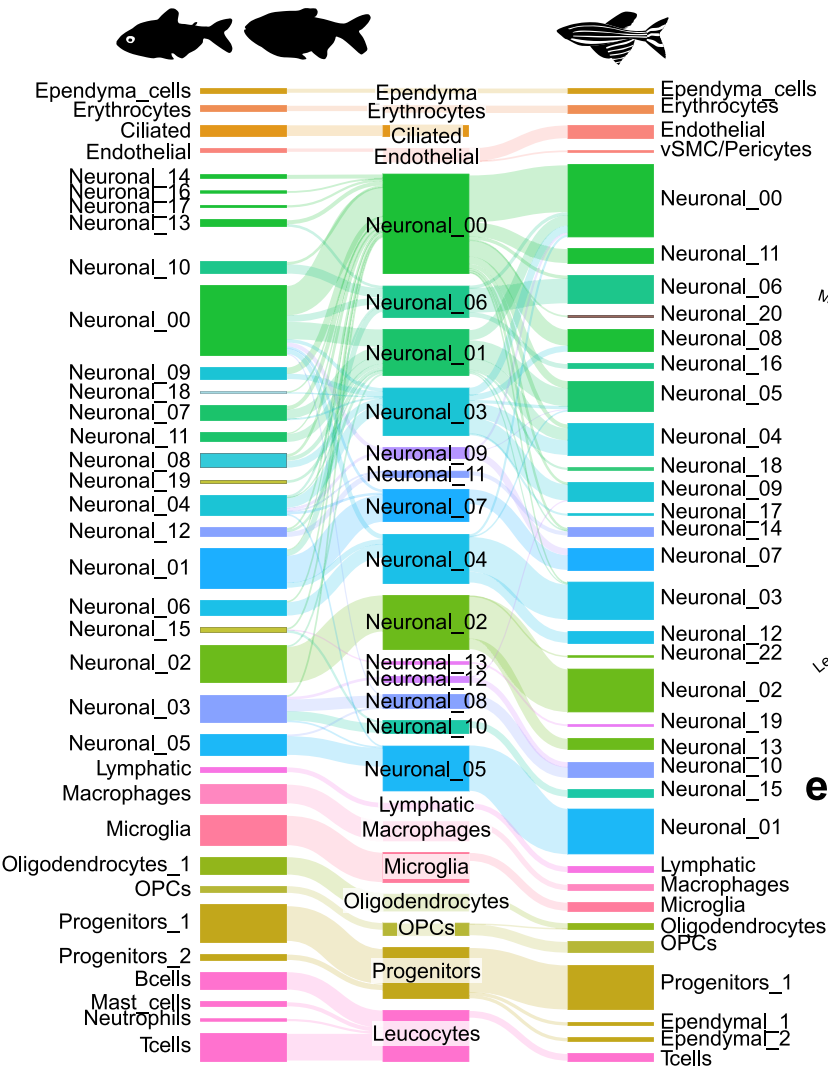 Ependyma_cells
Erythrocytes
Ciliated
Endothelial
Neuronal_14
Neuronal_16
Neuronal_17
Neuronal_13
Neuronal_10
Neuronal_00
Neuronal_09
Neuronal_18
Neuronal_07
Neuronal_11
Neuronal_08
Neuronal_19
Neuronal_04
Neuronal_12
Neuronal_01
Neuronal_06
Neuronal_15
Neuronal_02
Neuronal_03
Neuronal_05
Lymphatic
Macrophages
Microglia
Oligodendrocytes_1
OPCs
Progenitors_1
Progenitors_2
Bcells
Mast_cells
Neutrophils
Tcells
Ependyma
Erythrocytes
Ciliated
Endothelial
Neuronal_00
Neuronal_06
Neuronal_01
Neuronal_03
Neuronal_09
Neuronal_11
Neuronal_07
Neuronal_04
Neuronal_02
Neuronal_13
Neuronal_12
Neuronal_08
Neuronal_10
Neuronal_05
Lymphatic
Macrophages
Microglia
Oligodendrocytes
OPCs
Progenitors
Leucocytes
Ependyma_cells
Erythrocytes
Endothelial
vSMC/Pericytes
Neuronal_00
Neuronal_11
Neuronal_06
Neuronal_20
Neuronal_08
Neuronal_16
Neuronal_05
Neuronal_04
Neuronal_18
Neuronal_09
Neuronal_17
Neuronal_14
Neuronal_07
Neuronal_03
Neuronal_12
Neuronal_22
Neuronal_02
Neuronal_19
Neuronal_13
Neuronal_10
Neuronal_15
Neuronal_01
Lymphatic
Macrophages
Microglia
Oligodendrocytes
OPCs
Progenitors_1
Ependymal_1
Ependymal_2
Tcells
e